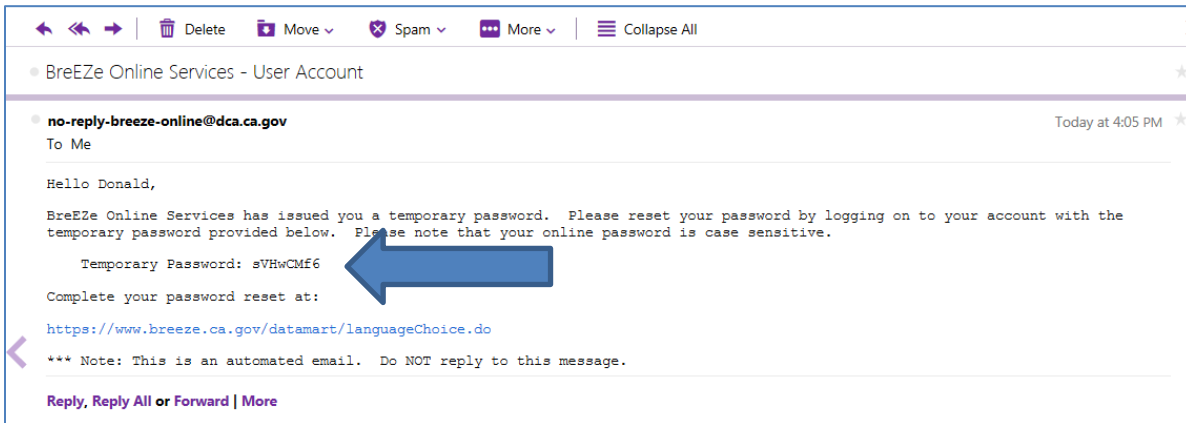 Delete Move Spam More Collapse All
BreEZe Online Services - User Account
no-reply-breeze-online@dca.ca.gov Today at 4:05 PM
To Me
Hello Donald,
BreEZe Online Services has issued you a temporary password. Please reset your password by logging on to your account with the
temporary password provided below. Please note that your online password is case sensitive.
Temporary Password: sVHwCMf6
Complete your password reset at:
https://www.breeze.ca.gov/datamart/languageChoice.do
*** Note: This is an automated email. Do NOT reply to this message.
Reply, Reply All or Forward | More